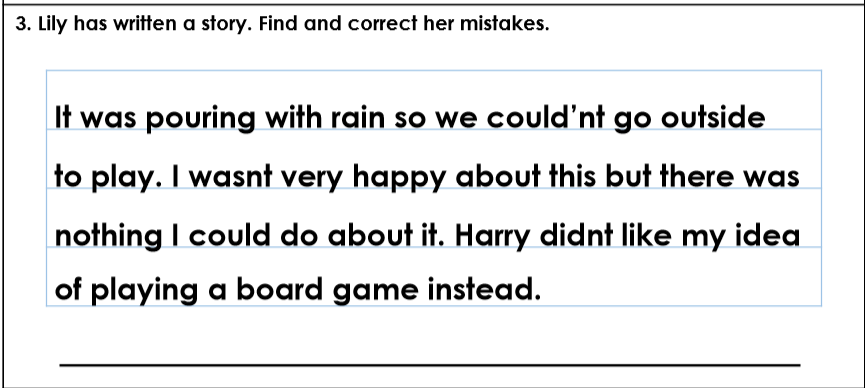 3. Lily has written a story. Find and correct her mistakes.
It was pouring with rain so we could'nt go outside
to play. I wasnt very happy about this but there was
nothing I could do about it. Harry didnt like my idea
of playing a board game instead.